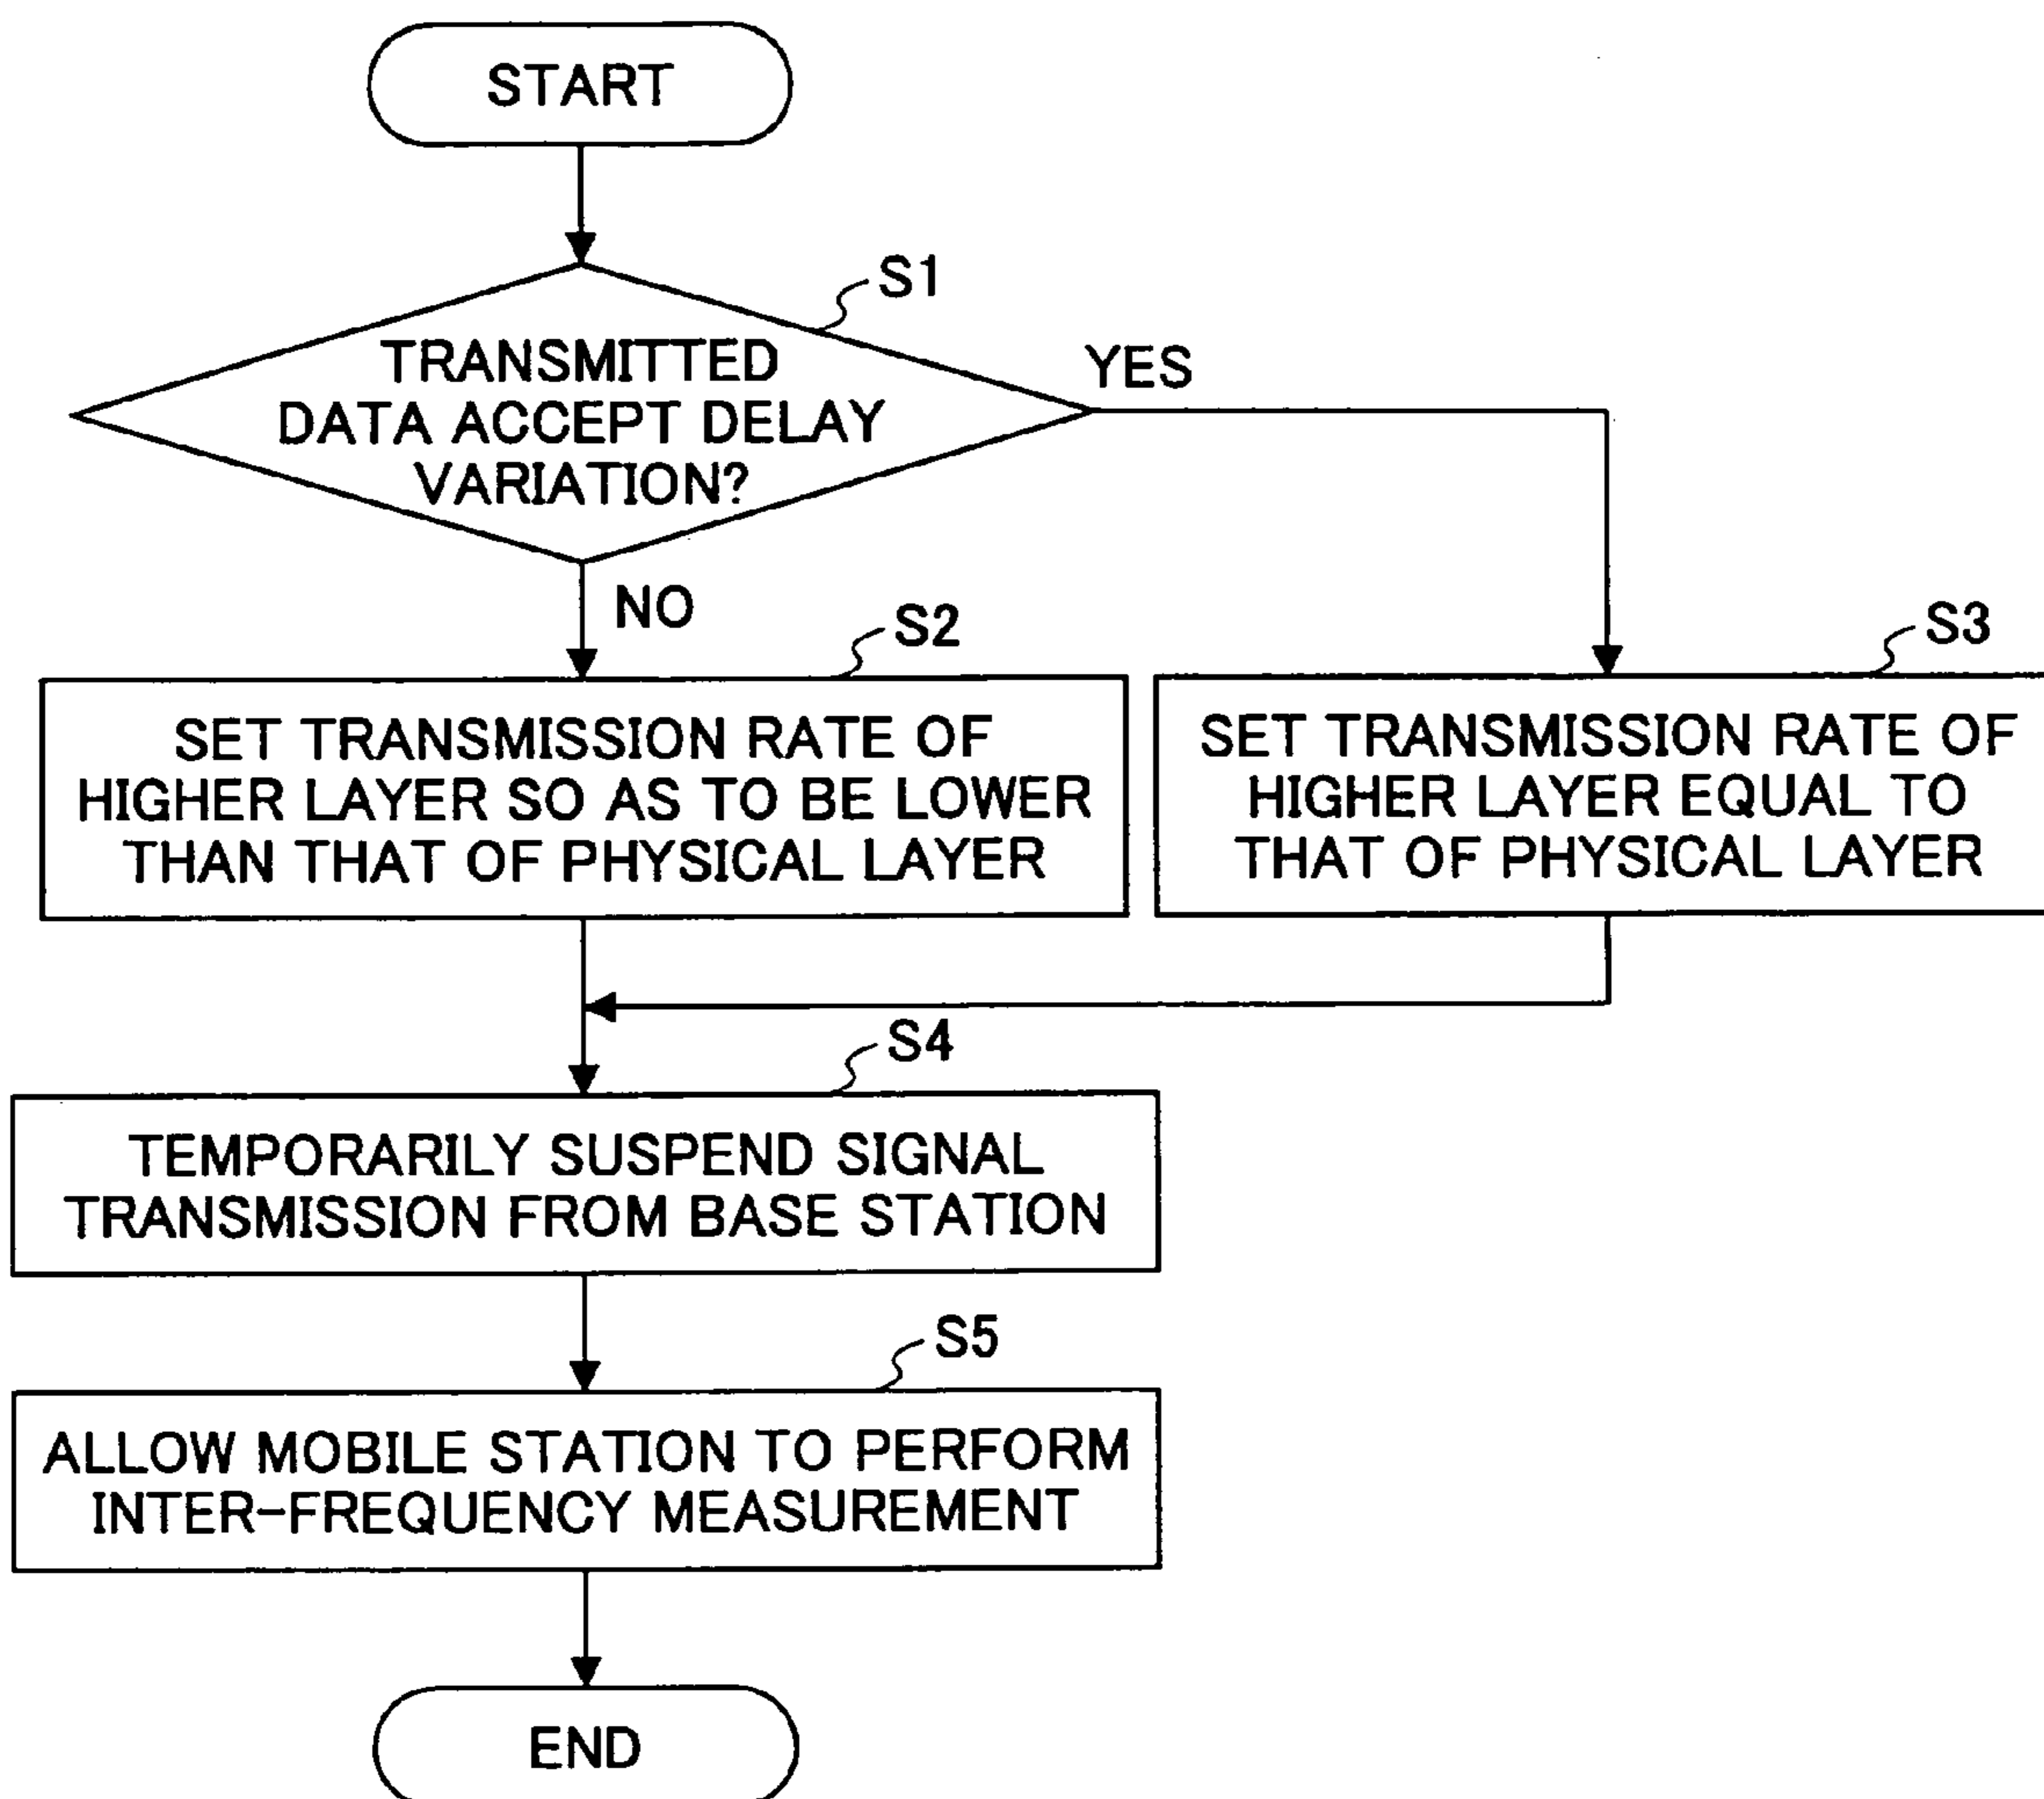 START
S1
TRANSMITTED
DATA ACCEPT DELAY
VARIATION?
YES
NO
S2
SET TRANSMISSION RATE OF
HIGHER LAYER SO AS TO BE LOWER
THAN THAT OF PHYSICAL LAYER
S3
SET TRANSMISSION RATE OF
HIGHER LAYER EQUAL TO
THAT OF PHYSICAL LAYER
S4
TEMPORARILY SUSPEND SIGNAL
TRANSMISSION FROM BASE STATION
S5
ALLOW MOBILE STATION TO PERFORM
INTER-FREQUENCY MEASUREMENT
END